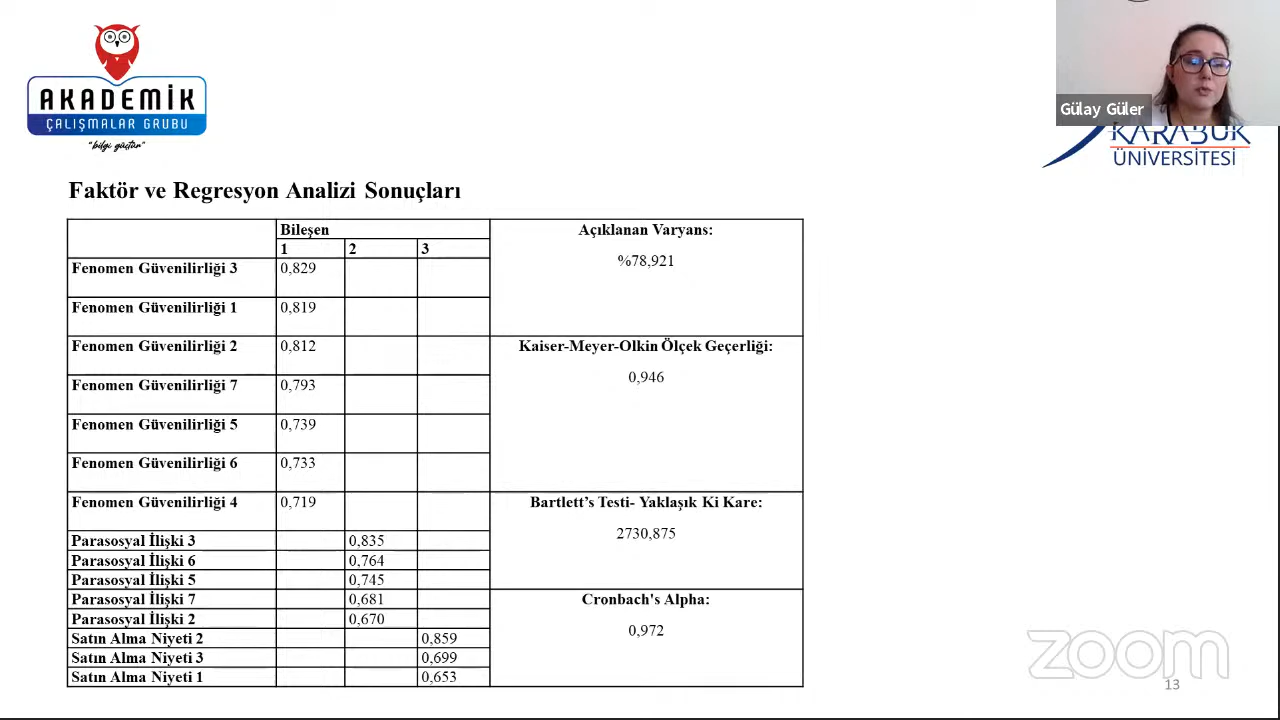 AKADEMİK
ÇALIŞMALAR GRUBU
"bilgi güçtür"
Gülay Güler
KARABÜK
ÜNİVERSİTESİ
Faktör ve Regresyon Analizi Sonuçları
Bileşen
1 2 3
Açıklanan Varyans:
%78,921
Fenomen Güvenilirliği 3 0,829
Fenomen Güvenilirliği 1 0,819
Fenomen Güvenilirliği 2 0,812
Kaiser-Meyer-Olkin Ölçek Geçerliği:
0,946
Fenomen Güvenilirliği 7 0,793
Fenomen Güvenilirliği 5 0,739
Fenomen Güvenilirliği 6 0,733
Fenomen Güvenilirliği 4 0,719
Bartlett's Testi- Yaklaşık Ki Kare:
2730,875
Parasosyal İlişki 3 0,835
Parasosyal İlişki 6 0,764
Parasosyal İlişki 5 0,745
Parasosyal İlişki 7 0,681
Cronbach's Alpha:
0,972
Parasosyal İlişki 2 0,670
Satın Alma Niyeti 2 0,859
Satın Alma Niyeti 3 0,699
Satın Alma Niyeti 1 0,653
zoom
13